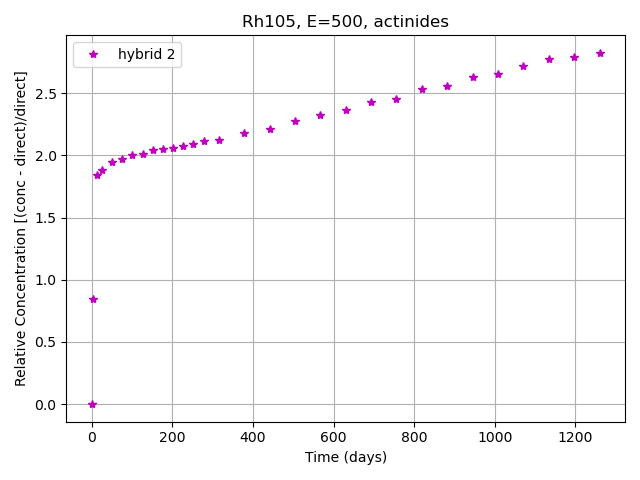 Rh105, E=500, actinides
hybrid 2
Relative Concentration [(conc - direct)/direct]
2.5
2.0
1.5
1.0
0.5
0.0
0 200 400 600 800 1000 1200
Time (days)